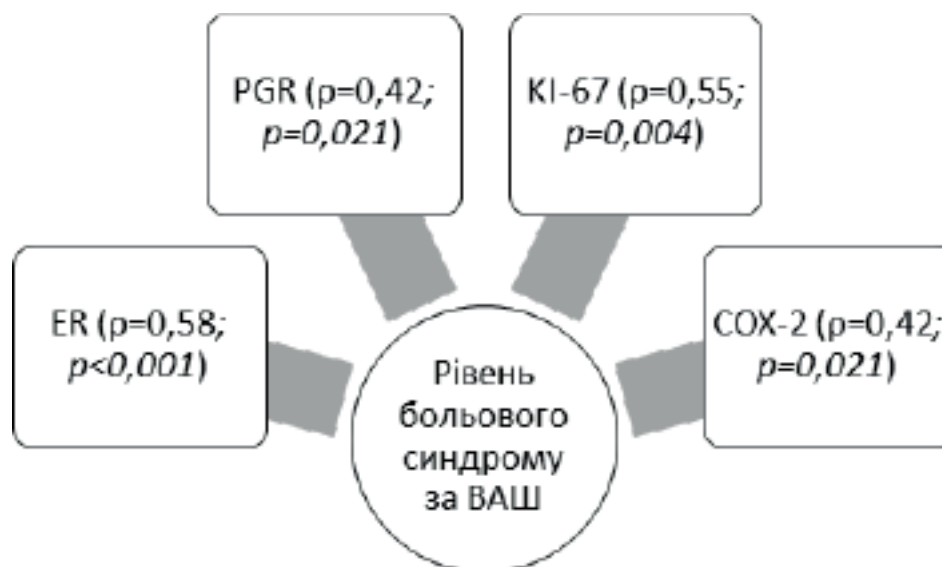 PGR (ρ=0,42;
p=0,021)
KI-67 (ρ=0,55;
p=0,004)
ER (ρ=0,58;
p<0,001)
COX-2 (ρ=0,42;
p=0,021)
Рівень
больового
синдрому
за ВАШ